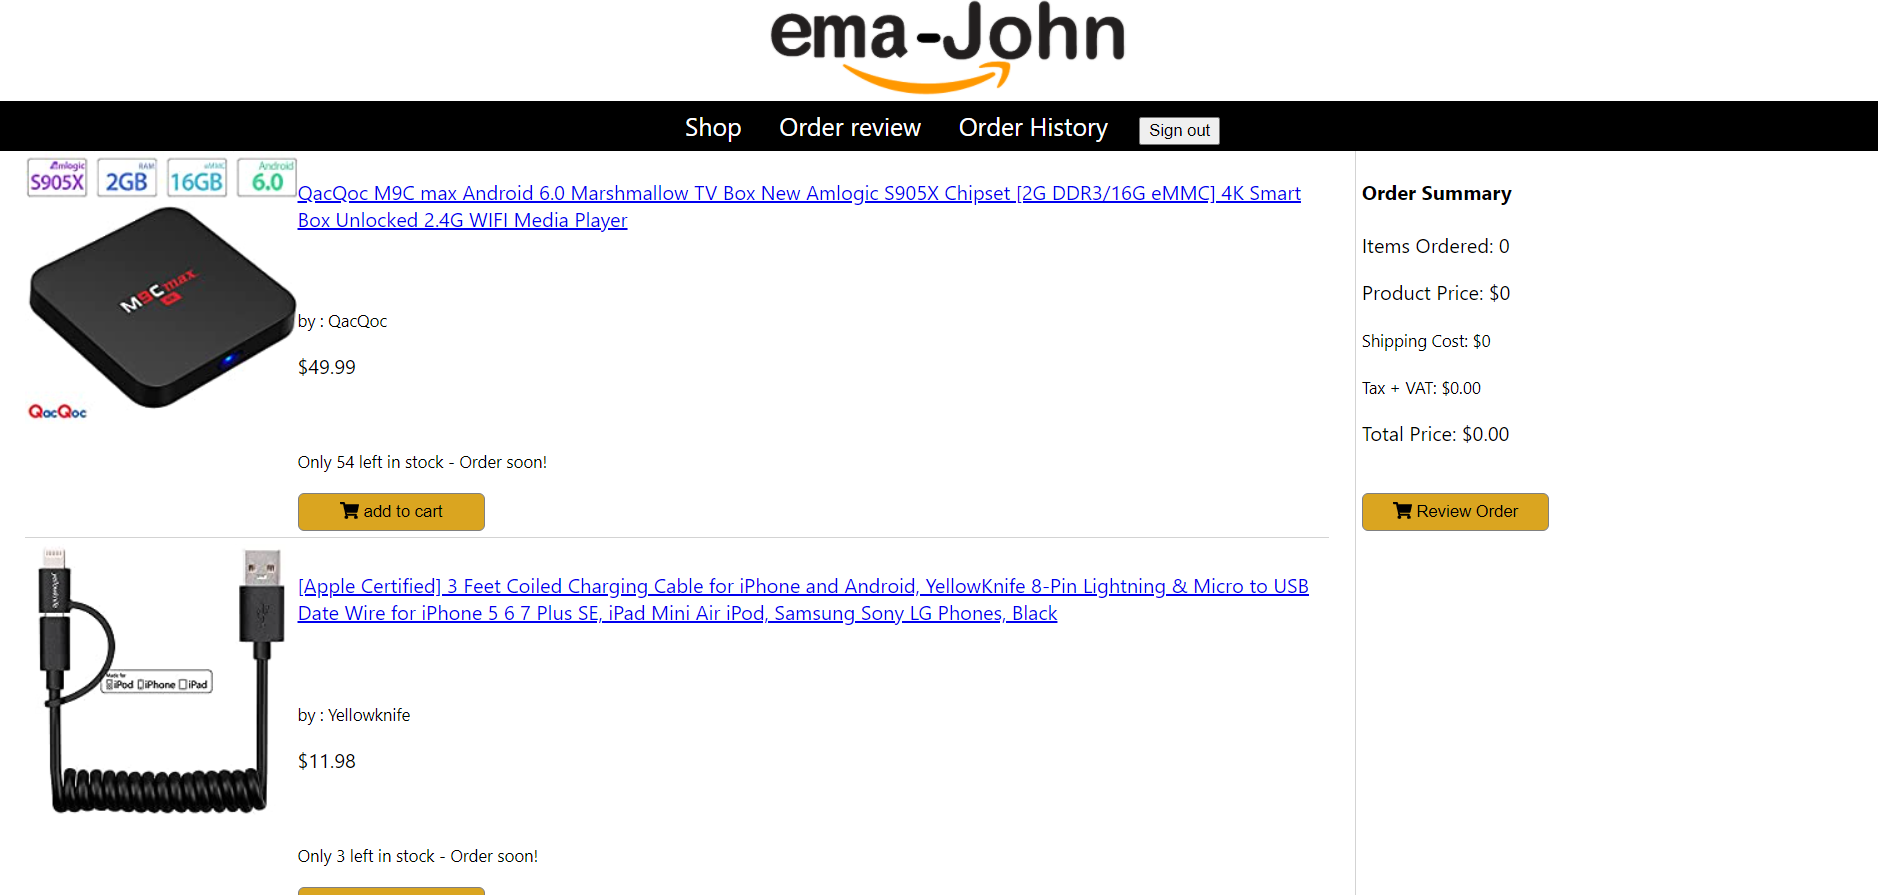 ema-John
Shop Order review Order History Sign out
Amlogic S905X RAM 2GB eMMC 16GB Android 6.0
QacQoc M9C max Android 6.0 Marshmallow TV Box New Amlogic S905X Chipset [2G DDR3/16G eMMC] 4K Smart
Box Unlocked 2.4G WIFI Media Player
M9C max
QacQoc
by : QacQoc
$49.99
Only 54 left in stock - Order soon!
add to cart
[Apple Certified] 3 Feet Coiled Charging Cable for iPhone and Android, YellowKnife 8-Pin Lightning & Micro to USB
Date Wire for iPhone 5 6 7 Plus SE, iPad Mini Air iPod, Samsung Sony LG Phones, Black
Made for
iPod iPhone iPad
by : Yellowknife
$11.98
Only 3 left in stock - Order soon!
Order Summary
Items Ordered: 0
Product Price: $0
Shipping Cost: $0
Tax + VAT: $0.00
Total Price: $0.00
Review Order